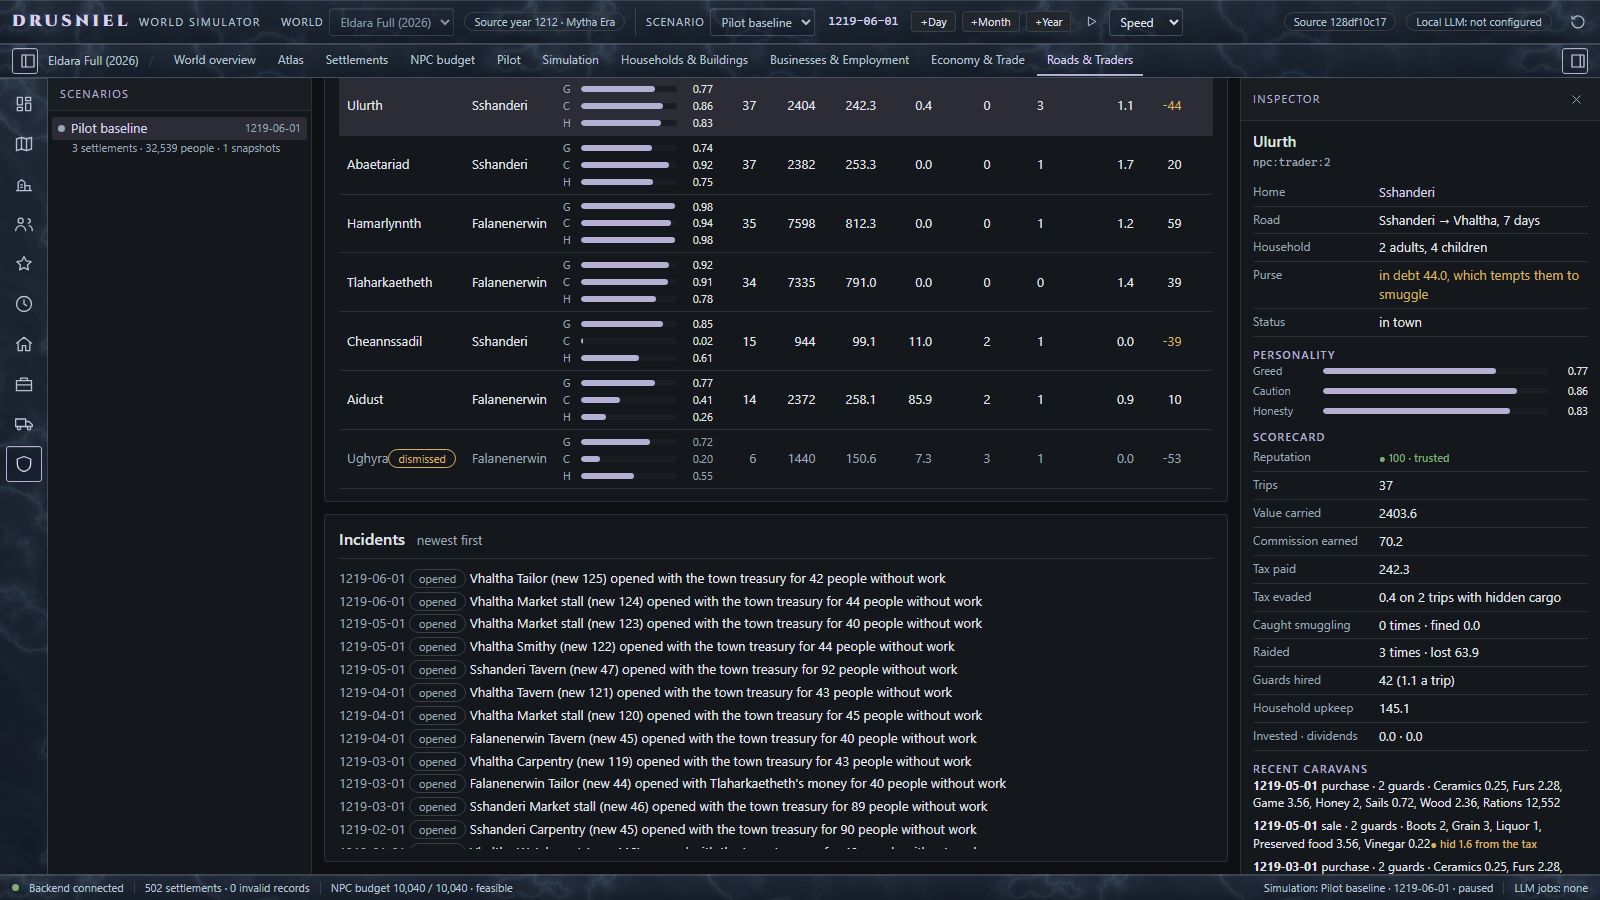 DRUSNIEL WORLD SIMULATOR WORLD Eldara Full (2026) Source year 1212 · Mytha Era SCENARIO Pilot baseline 1219-06-01 +Day +Month +Year Speed Source 128df10c17 Local LLM: not configured
Eldara Full (2026) / World overview Atlas Settlements NPC budget Pilot Simulation Households & Buildings Businesses & Employment Economy & Trade Roads & Traders
SCENARIOS
Pilot baseline 1219-06-01
3 settlements · 32,539 people · 1 snapshots
G 0.77
Ulurth Sshanderi C 0.86 37 2404 242.3 0.4 0 3 1.1 -44
H 0.83
G 0.74
Abaetariad Sshanderi C 0.92 37 2382 253.3 0.0 0 1 1.7 20
H 0.75
G 0.98
Hamarlynnth Falanenerwin C 0.94 35 7598 812.3 0.0 0 1 1.2 59
H 0.98
G 0.92
Tlaharkaetheth Falanenerwin C 0.91 34 7335 791.0 0.0 0 0 1.4 39
H 0.78
G 0.85
Cheannssadil Sshanderi C 0.02 15 944 99.1 11.0 2 1 0.0 -39
H 0.61
G 0.77
Aidust Falanenerwin C 0.41 14 2372 258.1 85.9 2 1 0.9 10
H 0.26
G 0.72
Ughyra dismissed Falanenerwin C 0.20 6 1440 150.6 7.3 3 1 0.0 -53
H 0.55
Incidents newest first
1219-06-01 opened Vhaltha Tailor (new 125) opened with the town treasury for 42 people without work
1219-06-01 opened Vhaltha Market stall (new 124) opened with the town treasury for 44 people without work
1219-05-01 opened Vhaltha Market stall (new 123) opened with the town treasury for 40 people without work
1219-05-01 opened Vhaltha Smithy (new 122) opened with the town treasury for 44 people without work
1219-05-01 opened Sshanderi Tavern (new 47) opened with the town treasury for 92 people without work
1219-04-01 opened Vhaltha Tavern (new 121) opened with the town treasury for 43 people without work
1219-04-01 opened Vhaltha Market stall (new 120) opened with the town treasury for 45 people without work
1219-04-01 opened Falanenerwin Tavern (new 45) opened with the town treasury for 40 people without work
1219-03-01 opened Vhaltha Carpentry (new 119) opened with the town treasury for 43 people without work
1219-03-01 opened Falanenerwin Tailor (new 44) opened with Tlaharkaetheth's money for 40 people without work
1219-03-01 opened Sshanderi Market stall (new 46) opened with the town treasury for 89 people without work
1219-02-01 opened Sshanderi Carpentry (new 45) opened with the town treasury for 90 people without work
INSPECTOR
Ulurth
npc:trader:2
Home Sshanderi
Road Sshanderi → Vhaltha, 7 days
Household 2 adults, 4 children
Purse in debt 44.0, which tempts them to
smuggle
Status in town
PERSONALITY
Greed 0.77
Caution 0.86
Honesty 0.83
SCORECARD
Reputation 100 · trusted
Trips 37
Value carried 2403.6
Commission earned 70.2
Tax paid 242.3
Tax evaded 0.4 on 2 trips with hidden cargo
Caught smuggling 0 times · fined 0.0
Raided 3 times · lost 63.9
Guards hired 42 (1.1 a trip)
Household upkeep 145.1
Invested · dividends 0.0 · 0.0
RECENT CARAVANS
1219-05-01 purchase · 2 guards · Ceramics 0.25, Furs 2.28,
Game 3.56, Honey 2, Sails 0.72, Wood 2.36, Rations 12,552
1219-05-01 sale · 2 guards · Boots 2, Grain 3, Liquor 1,
Preserved food 3.56, Vinegar 0.22 hid 1.6 from the tax
1219-03-01 purchase · 2 guards · Ceramics 0.25, Furs 2.28,
Backend connected 502 settlements · 0 invalid records NPC budget 10,040 / 10,040 · feasible Simulation: Pilot baseline · 1219-06-01 · paused LLM jobs: none